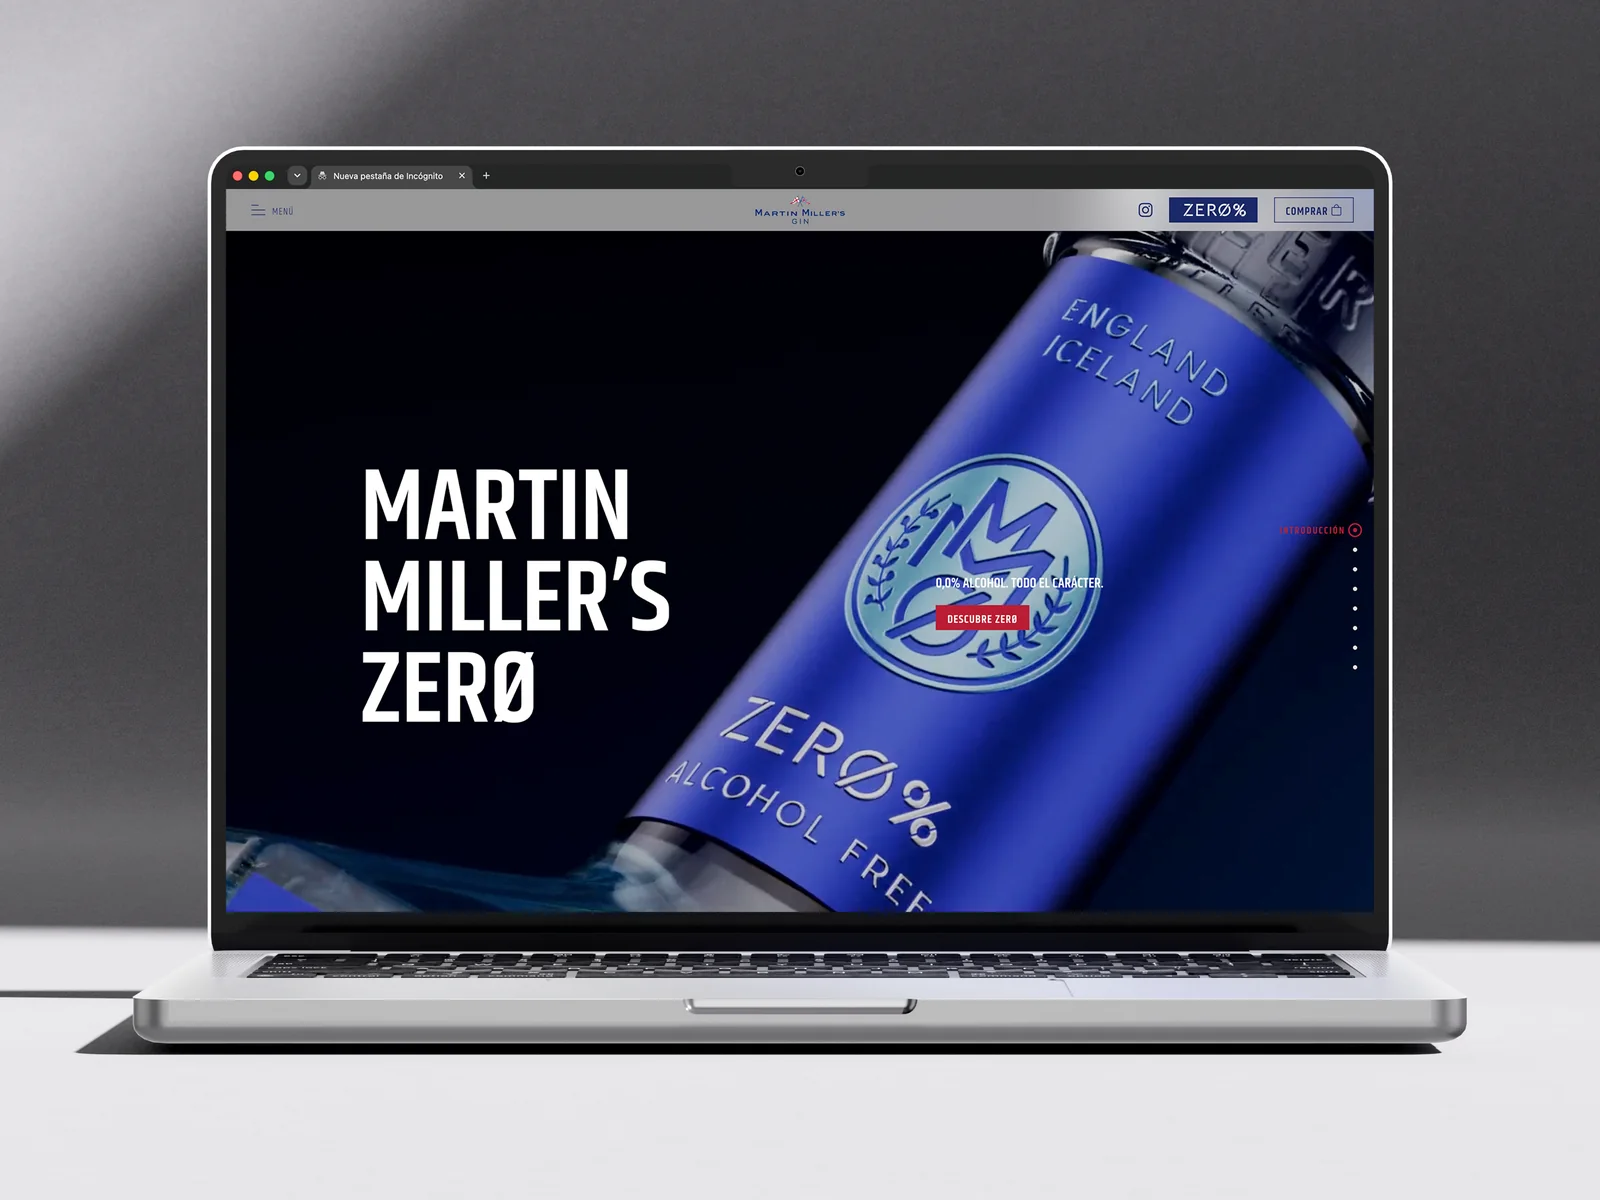 Nueva pestaña de Incógnito
MENÚ
MARTIN MILLER'S
GIN
ZERØ%
COMPRAR
ENGLAND
ICELAND
MARTIN
MILLER'S
ZERØ
INTRODUCCIÓN
0,0% ALCOHOL. TODO EL CARÁCTER.
DESCUBRE ZERØ
ZERØ%
ALCOHOL FREE